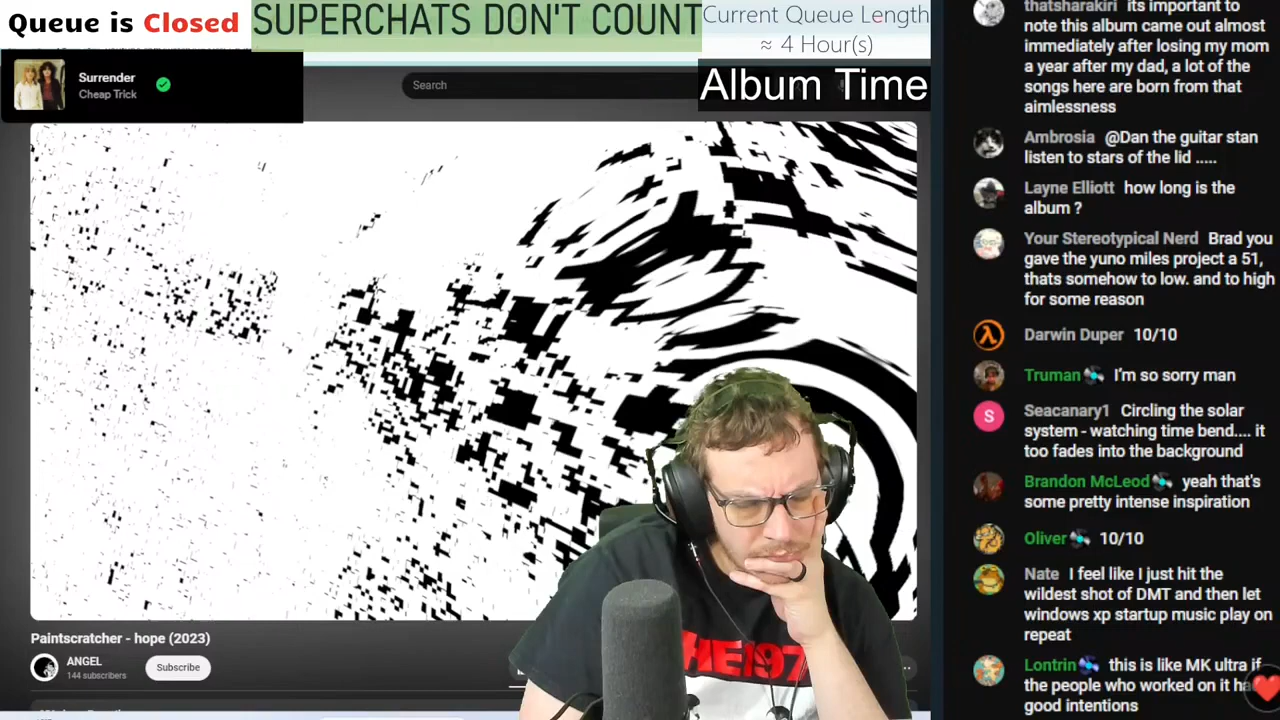 Queue is Closed
SUPERCHATS DON'T COUNT
Current Queue Length
≈ 4 Hour(s)
Album Time
Surrender
Cheap Trick
Search
Paintscratcher - hope (2023)
ANGEL
144 subscribers
Subscribe
THE 197
thatsharakiri its important to
note this album came out almost
immediately after losing my mom
a year after my dad, a lot of the
songs here are born from that
aimlessness
Ambrosia @Dan the guitar stan
listen to stars of the lid .....
Layne Elliott how long is the
album ?
Your Stereotypical Nerd Brad you
gave the yuno miles project a 51,
thats somehow to low. and to high
for some reason
Darwin Duper 10/10
Truman I'm so sorry man
S
Seacanary1 Circling the solar
system - watching time bend.... it
too fades into the background
Brandon McLeod yeah that's
some pretty intense inspiration
Oliver 10/10
Nate I feel like I just hit the
wildest shot of DMT and then let
windows xp startup music play on
repeat
Lontrin this is like MK ultra if
the people who worked on it ha
good intentions